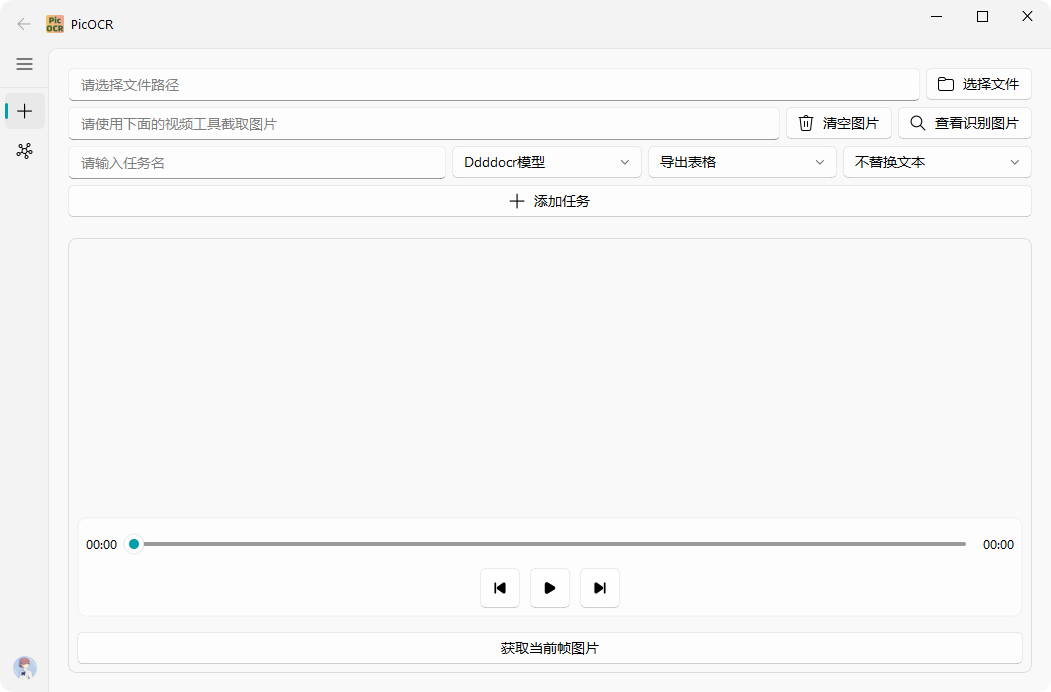 Pic
OCR
PicOCR
请选择文件路径
选择文件
请使用下面的视频工具截取图片
清空图片
查看识别图片
请输入任务名
Ddddocr模型
导出表格
不替换文本
添加任务
00:00
00:00
获取当前帧图片